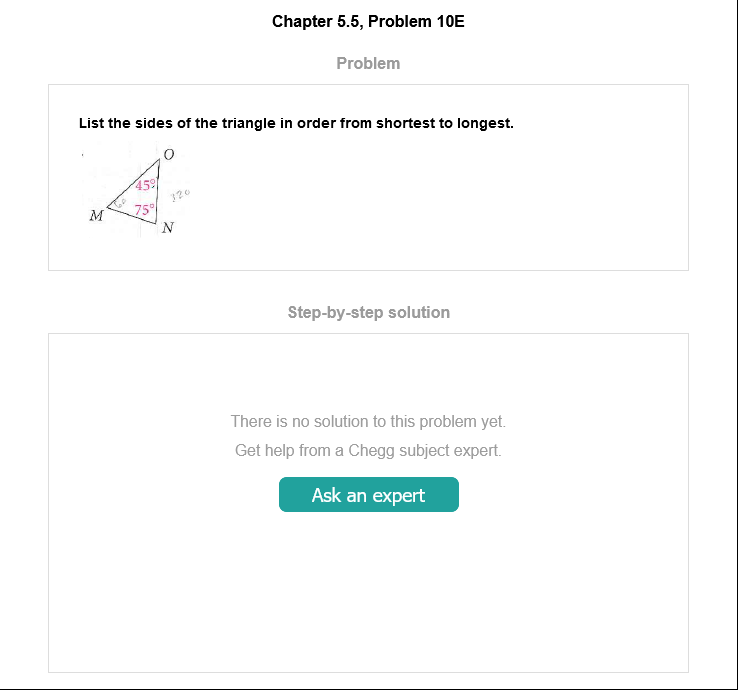 Chapter 5.5, Problem 10E
Problem
List the sides of the triangle in order from shortest to longest.
O
45°
120
60
75°
M
N
Step-by-step solution
There is no solution to this problem yet.
Get help from a Chegg subject expert.
Ask an expert